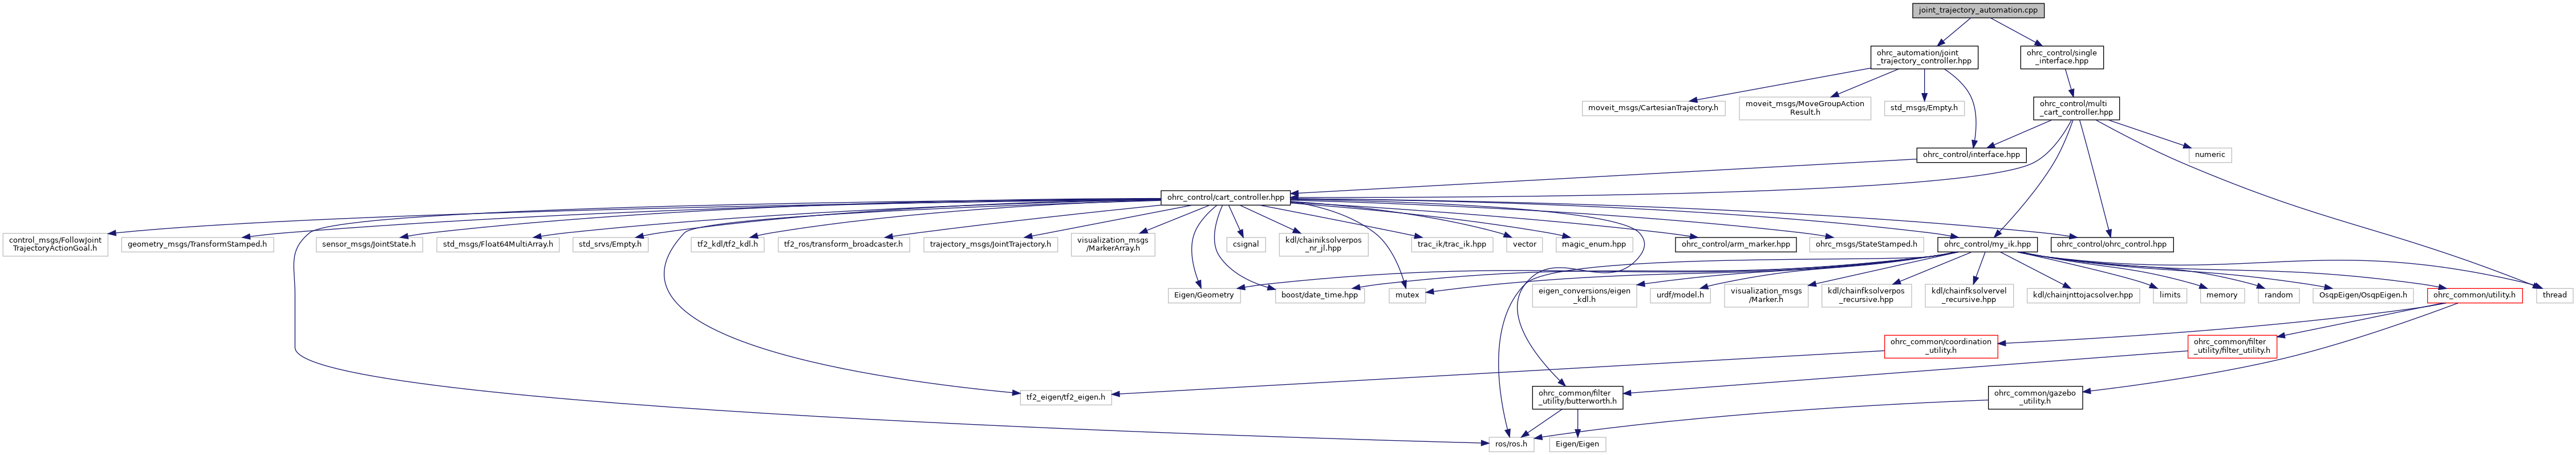 joint_trajectory_automation.cpp
ohrc_automation/joint
_trajectory_controller.hpp
ohrc_control/single
_interface.hpp
moveit_msgs/CartesianTrajectory.h
moveit_msgs/MoveGroupAction
Result.h
std_msgs/Empty.h
ohrc_control/multi
_cart_controller.hpp
ohrc_control/interface.hpp
numeric
ohrc_control/cart_controller.hpp
control_msgs/FollowJoint
TrajectoryActionGoal.h
geometry_msgs/TransformStamped.h
sensor_msgs/JointState.h
std_msgs/Float64MultiArray.h
std_srvs/Empty.h
tf2_kdl/tf2_kdl.h
tf2_ros/transform_broadcaster.h
trajectory_msgs/JointTrajectory.h
visualization_msgs
/MarkerArray.h
csignal
kdl/chainiksolverpos
_nr_jl.hpp
trac_ik/trac_ik.hpp
vector
magic_enum.hpp
ohrc_control/arm_marker.hpp
ohrc_msgs/StateStamped.h
ohrc_control/my_ik.hpp
ohrc_control/ohrc_control.hpp
Eigen/Geometry
boost/date_time.hpp
mutex
eigen_conversions/eigen
_kdl.h
urdf/model.h
visualization_msgs
/Marker.h
kdl/chainfksolverpos
_recursive.hpp
kdl/chainfksolvervel
_recursive.hpp
kdl/chainjnttojacsolver.hpp
limits
memory
random
OsqpEigen/OsqpEigen.h
ohrc_common/utility.h
thread
ohrc_common/coordination
_utility.h
ohrc_common/filter
_utility/filter_utility.h
tf2_eigen/tf2_eigen.h
ohrc_common/filter
_utility/butterworth.h
ohrc_common/gazebo
_utility.h
ros/ros.h
Eigen/Eigen